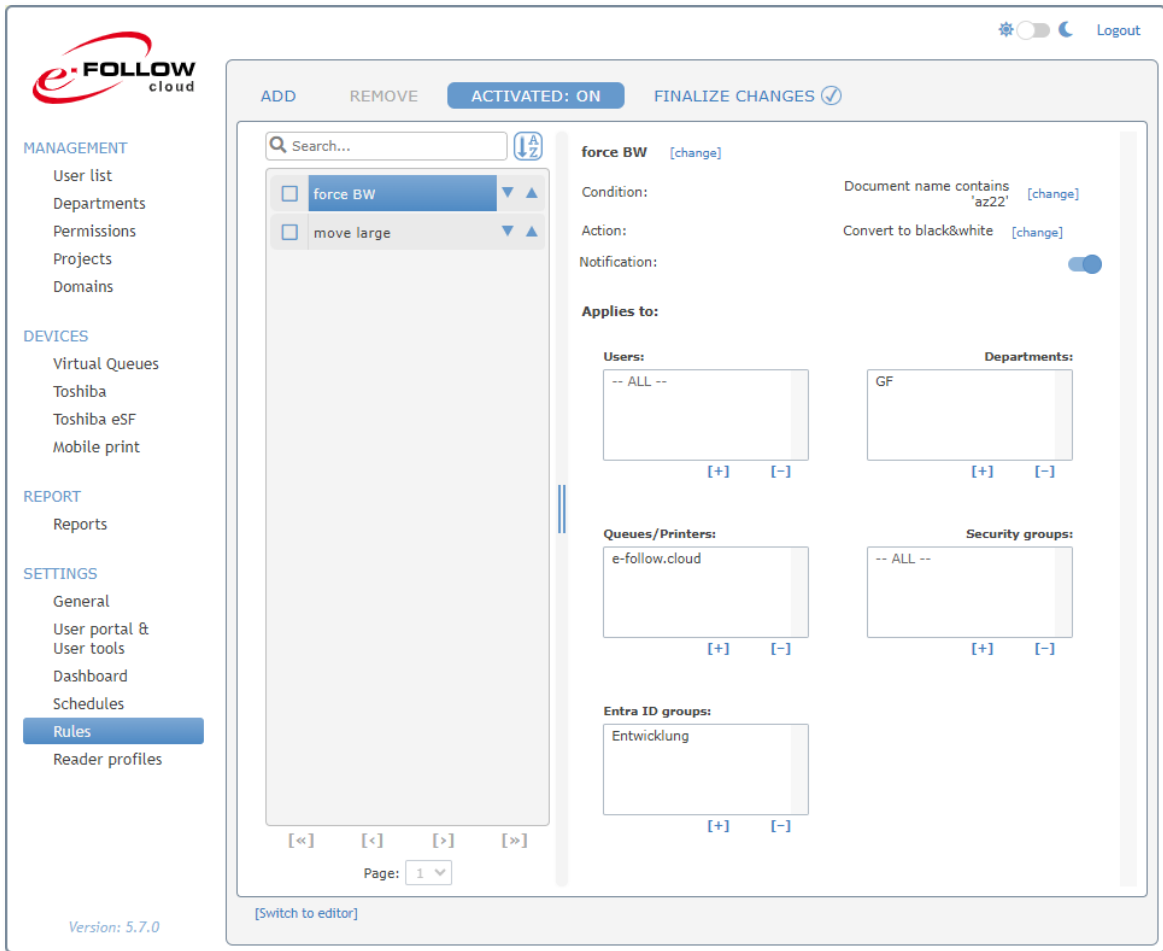 Logout
e-FOLLOW
cloud
ADD REMOVE ACTIVATED: ON FINALIZE CHANGES
MANAGEMENT
User list
Departments
Permissions
Projects
Domains
DEVICES
Virtual Queues
Toshiba
Toshiba eSF
Mobile print
REPORT
Reports
SETTINGS
General
User portal &
User tools
Dashboard
Schedules
Rules
Reader profiles
Version: 5.7.0
Search...
A
Z
force BW
move large
[«] [‹] [›] [»]
Page: 1
force BW [change]
Condition: Document name contains
'az22' [change]
Action: Convert to black&white [change]
Notification:
Applies to:
Users: Departments:
-- ALL -- GF
[+] [-] [+] [-]
Queues/Printers: Security groups:
e-follow.cloud -- ALL --
[+] [-] [+] [-]
Entra ID groups:
Entwicklung
[+] [-]
[Switch to editor]